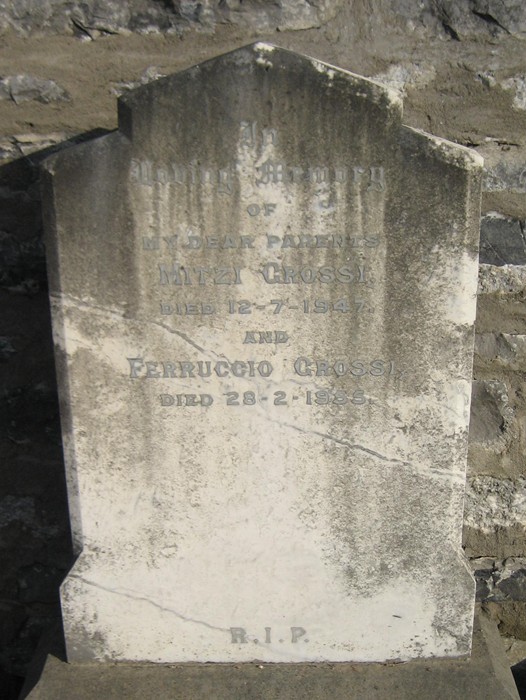 In
Loving Memory
OF
MY DEAR PARENTS
MITZI GROSSI.
DIED 12-7-1947.
AND
FERRUCCIO GROSSI.
DIED 28-2-1955.
R.I.P.